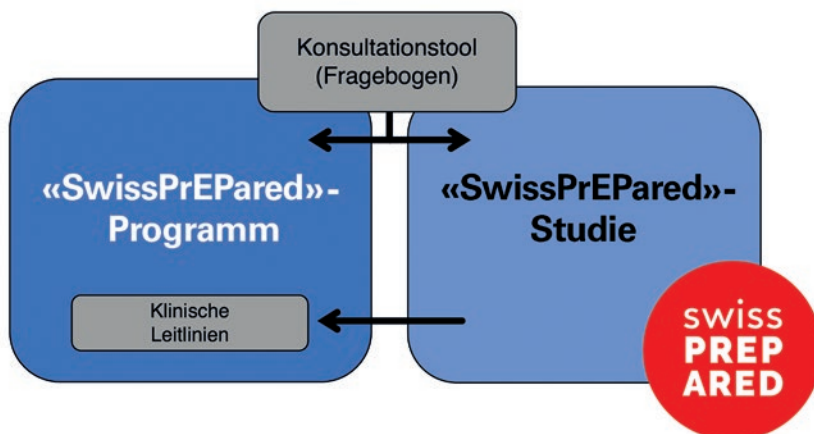 Konsultationstool
(Fragebogen)
«SwissPrEPared»-
Programm
«SwissPrEPared»-
Studie
Klinische
Leitlinien
swiss
PREP
ARED